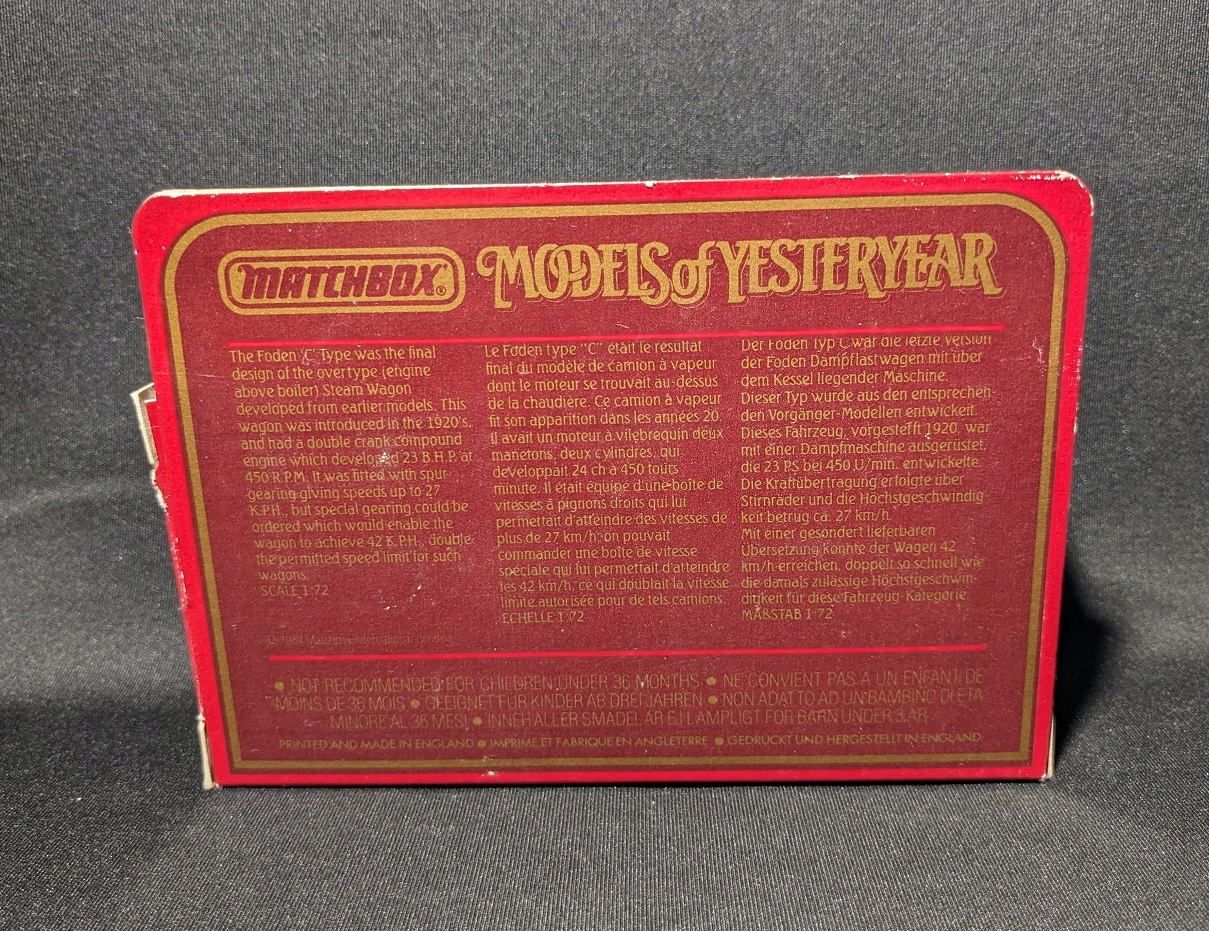 MATCHBOX ®
MODELS of YESTERYEAR
The Foden "C" Type was the final
design of the overtype (engine
above boiler) Steam Wagon
developed from earlier models. This
wagon was introduced in the 1920's,
and had a double crank compound
engine which developed 23 B.H.P. at
450 R.P.M. It was fitted with spur
gearing giving speeds up to 27
K.P.H., but special gearing could be
ordered which would enable the
wagon to achieve 42 K.P.H., double
the permitted speed limit for such
wagons.
SCALE 1:72
© 1984 Matchbox International Limited
Le Foden type "C" était le résultat
final du modèle de camion à vapeur
dont le moteur se trouvait au-dessus
de la chaudière. Ce camion à vapeur
fit son apparition dans les années 20.
Il avait un moteur à vilebrequin deux
manetons, deux cylindres, qui
développait 24 ch à 450 touts
minute. Il était équipé d'une boîte de
vitesses à pignons droits qui lui
permettait d'atteindre des vitesses de
plus de 27 km/h; on pouvait
commander une boîte de vitesse
spéciale qui lui permettait d'atteindre
les 42 km/h, ce qui doublait la vitesse
limite autorisée pour de tels camions.
ECHELLE 1:72
Der Foden Typ C war die letzte Version
der Foden Dampflastwagen mit über
dem Kessel liegender Maschine.
Dieser Typ wurde aus den entsprechen-
den Vorgänger-Modellen entwickelt.
Dieses Fahrzeug, vorgestellt 1920, war
mit einer Dampfmaschine ausgerüstet,
die 23 PS bei 450 U/min. entwickelte.
Die Kraftübertragung erfolgte über
Stirnräder und die Höchstgeschwindig-
keit betrug ca. 27 km/h.
Mit einer gesondert lieferbaren
Übersetzung konnte der Wagen 42
km/h erreichen, doppelt so schnell wie
die damals zulässige Höchstgeschwin-
digkeit für diese Fahrzeug-Kategorie.
MAßSTAB 1:72
● NOT RECOMMENDED FOR CHILDREN UNDER 36 MONTHS ● NE CONVIENT PAS A UN ENFANT DE
MOINS DE 36 MOIS ● GEEIGNET FUR KINDER AB DREI JAHREN ● NON ADATTO AD UN BAMBINO DI ETA
MINORE AL 36 MESI ● INNEHALLER SMADELAR EJ LAMPLIGT FOR BARN UNDER 3 AR
PRINTED AND MADE IN ENGLAND ● IMPRIME ET FABRIQUE EN ANGLETERRE ● GEDRÜCKT UND HERGESTELLT IN ENGLAND